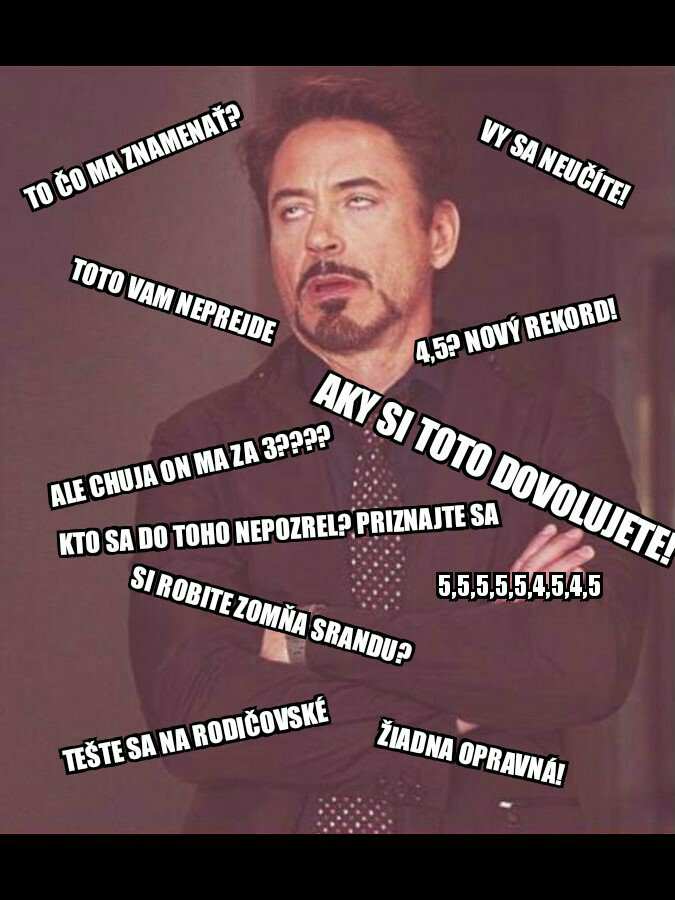 TO ČO MA ZNAMENAŤ?
VY SA NEUČÍTE!
TOTO VAM NEPREJDE
4,5? NOVÝ REKORD!
AKY SI TOTO DOVOLUJETE!
ALE CHUJA ON MA ZA 3????
KTO SA DO TOHO NEPOZREL? PRIZNAJTE SA
SI ROBITE ZOMŇA SRANDU?
5,5,5,5,5,4,5,4,5
TEŠTE SA NA RODIČOVSKÉ
ŽIADNA OPRAVNÁ!